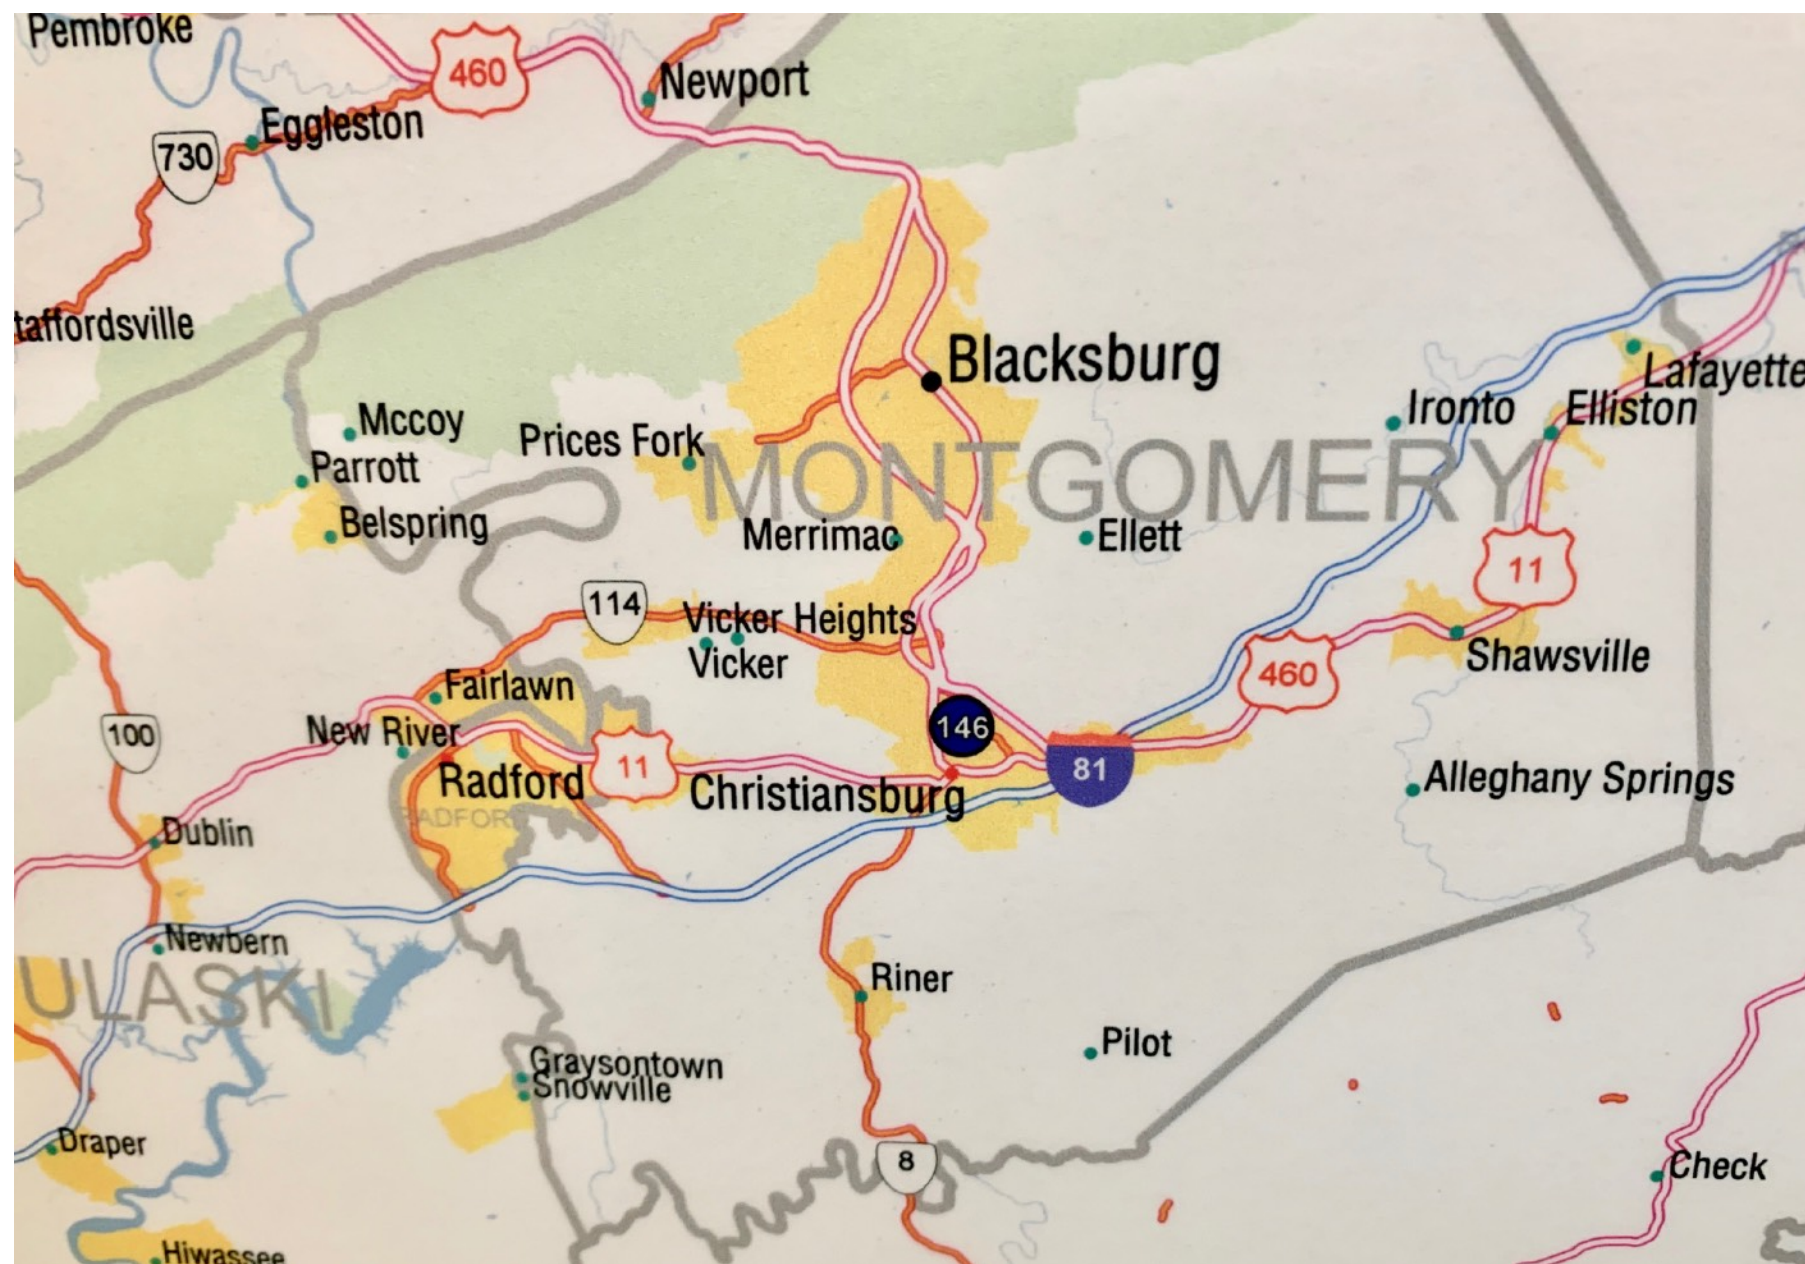 Pembroke
460
Newport
Eggleston
730
taffordsville
Blacksburg
Lafayette
Mccoy
Ironto
Elliston
Prices Fork
Parrott
MONTGOMERY
Belspring
Merrimac
Ellett
11
114
Vicker Heights
Vicker
Shawsville
460
Fairlawn
New River
100
146
11
81
Radford
Christiansburg
Alleghany Springs
RADFORD
Dublin
Newbern
ULASKI
Riner
Pilot
Graysontown
Snowville
Draper
8
Check
Hiwassee